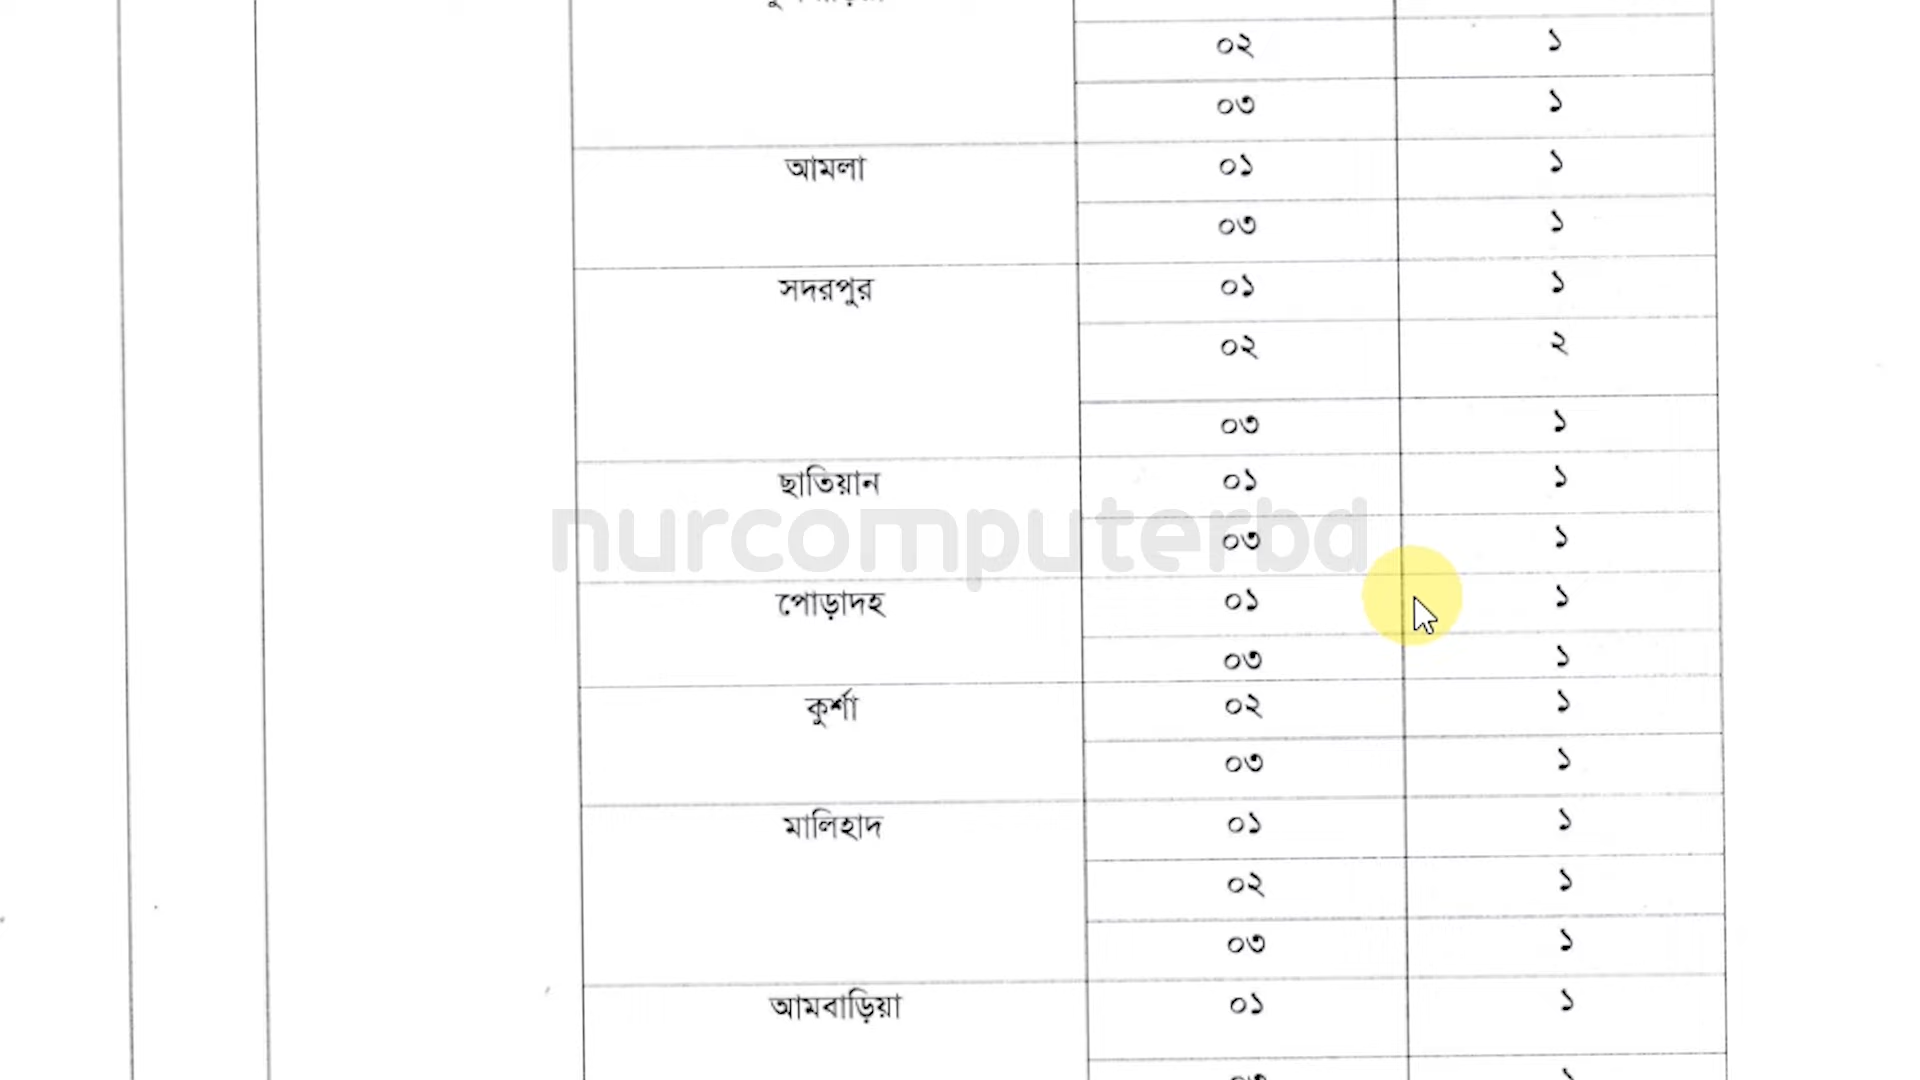 ০২ ১
০৩ ১
আমলা ০১ ১
০৩ ১
সদরপুর ০১ ১
০২ ২
০৩ ১
ছাতিয়ান ০১ ১
nurcomputerbd
০৩ ১
পোড়াদহ ০১ ১
০৩ ১
কুর্শা ০২ ১
০৩ ১
মালিহাদ ০১ ১
০২ ১
০৩ ১
আমবাড়িয়া ০১ ১